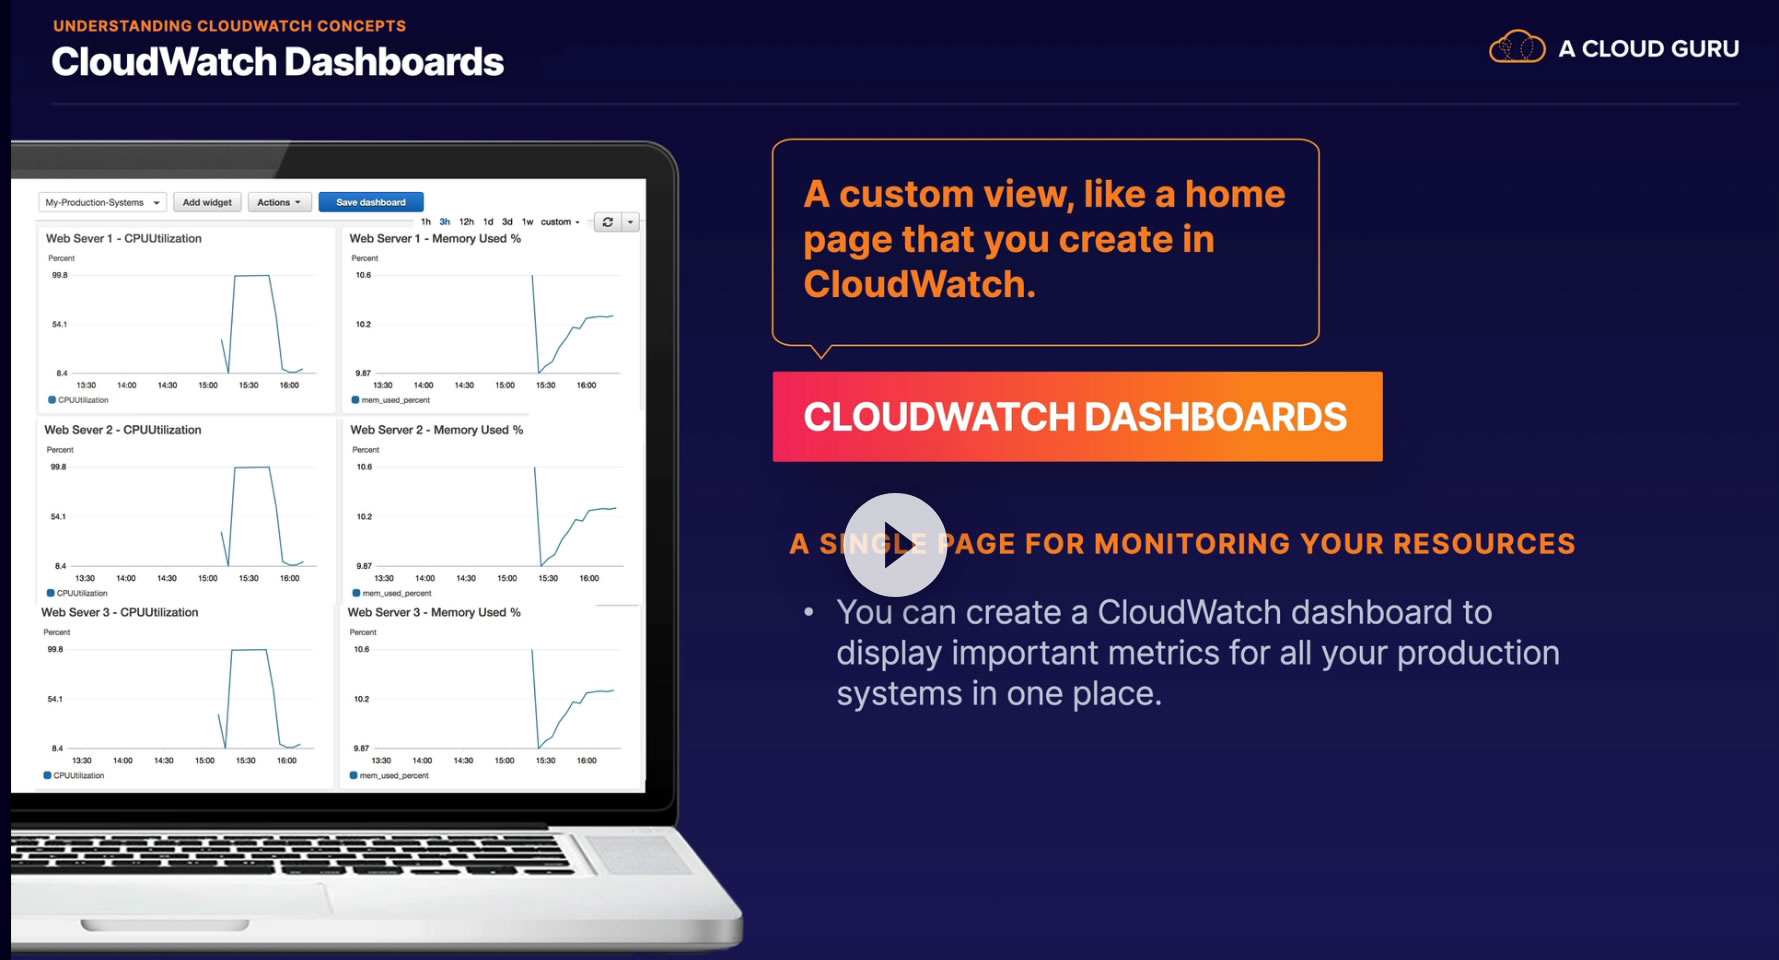 UNDERSTANDING CLOUDWATCH CONCEPTS
CloudWatch Dashboards
A CLOUD GURU
My-Production-Systems
Add widget
Actions
Save dashboard
1h 3h 12h 1d 3d 1w custom
Web Sever 1 - CPUUtilization
Percent
99.8
54.1
8.4
13:30 14:00 14:30 15:00 15:30 16:00
CPUUtilization
Web Server 1 - Memory Used %
Percent
10.6
10.2
9.87
13:30 14:00 14:30 15:00 15:30 16:00
mem_used_percent
Web Sever 2 - CPUUtilization
Percent
99.8
54.1
8.4
13:30 14:00 14:30 15:00 15:30 16:00
CPUUtilization
Web Server 2 - Memory Used %
Percent
10.6
10.2
9.87
13:30 14:00 14:30 15:00 15:30 16:00
mem_used_percent
Web Sever 3 - CPUUtilization
Percent
99.8
54.1
8.4
13:30 14:00 14:30 15:00 15:30 16:00
CPUUtilization
Web Server 3 - Memory Used %
Percent
10.6
10.2
9.87
13:30 14:00 14:30 15:00 15:30 16:00
mem_used_percent
A custom view, like a home
page that you create in
CloudWatch.
CLOUDWATCH DASHBOARDS
A SINGLE PAGE FOR MONITORING YOUR RESOURCES
• You can create a CloudWatch dashboard to
display important metrics for all your production
systems in one place.